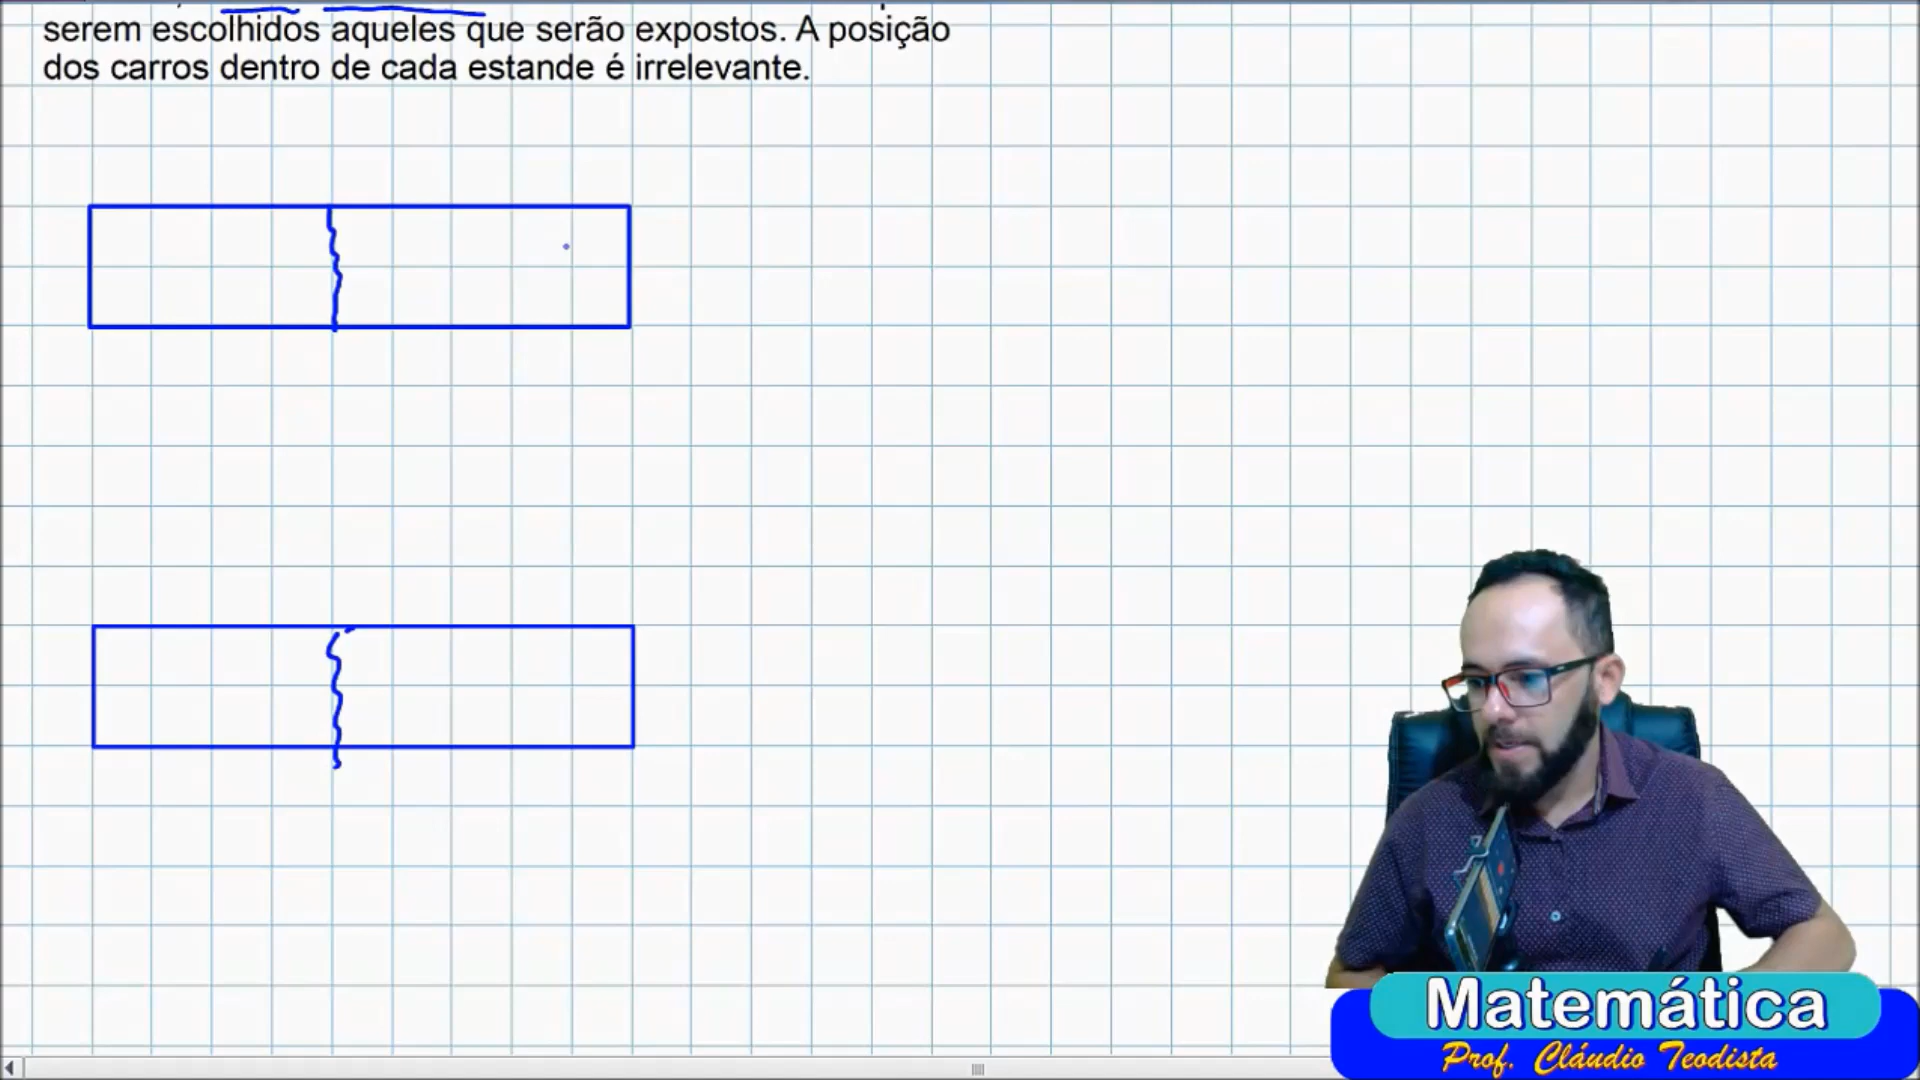 serem escolhidos aqueles que serão expostos. A posição
dos carros dentro de cada estande é irrelevante.
Matemática
Prof. Cláudio Teodista